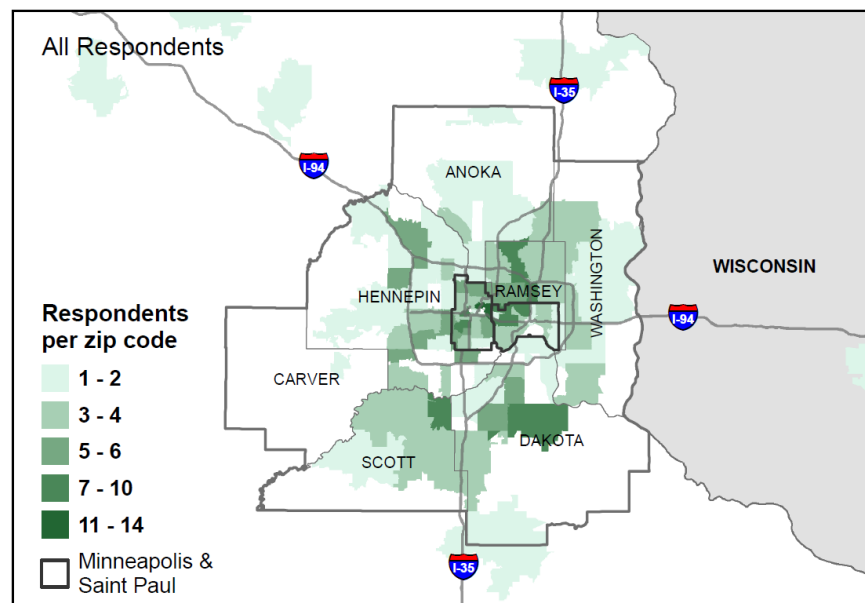 All Respondents
I-35
I-94
ANOKA
WASHINGTON
WISCONSIN
HENNEPIN
RAMSEY
I-94
CARVER
DAKOTA
SCOTT
I-35
Respondents
per zip code
1 - 2
3 - 4
5 - 6
7 - 10
11 - 14
Minneapolis &
Saint Paul